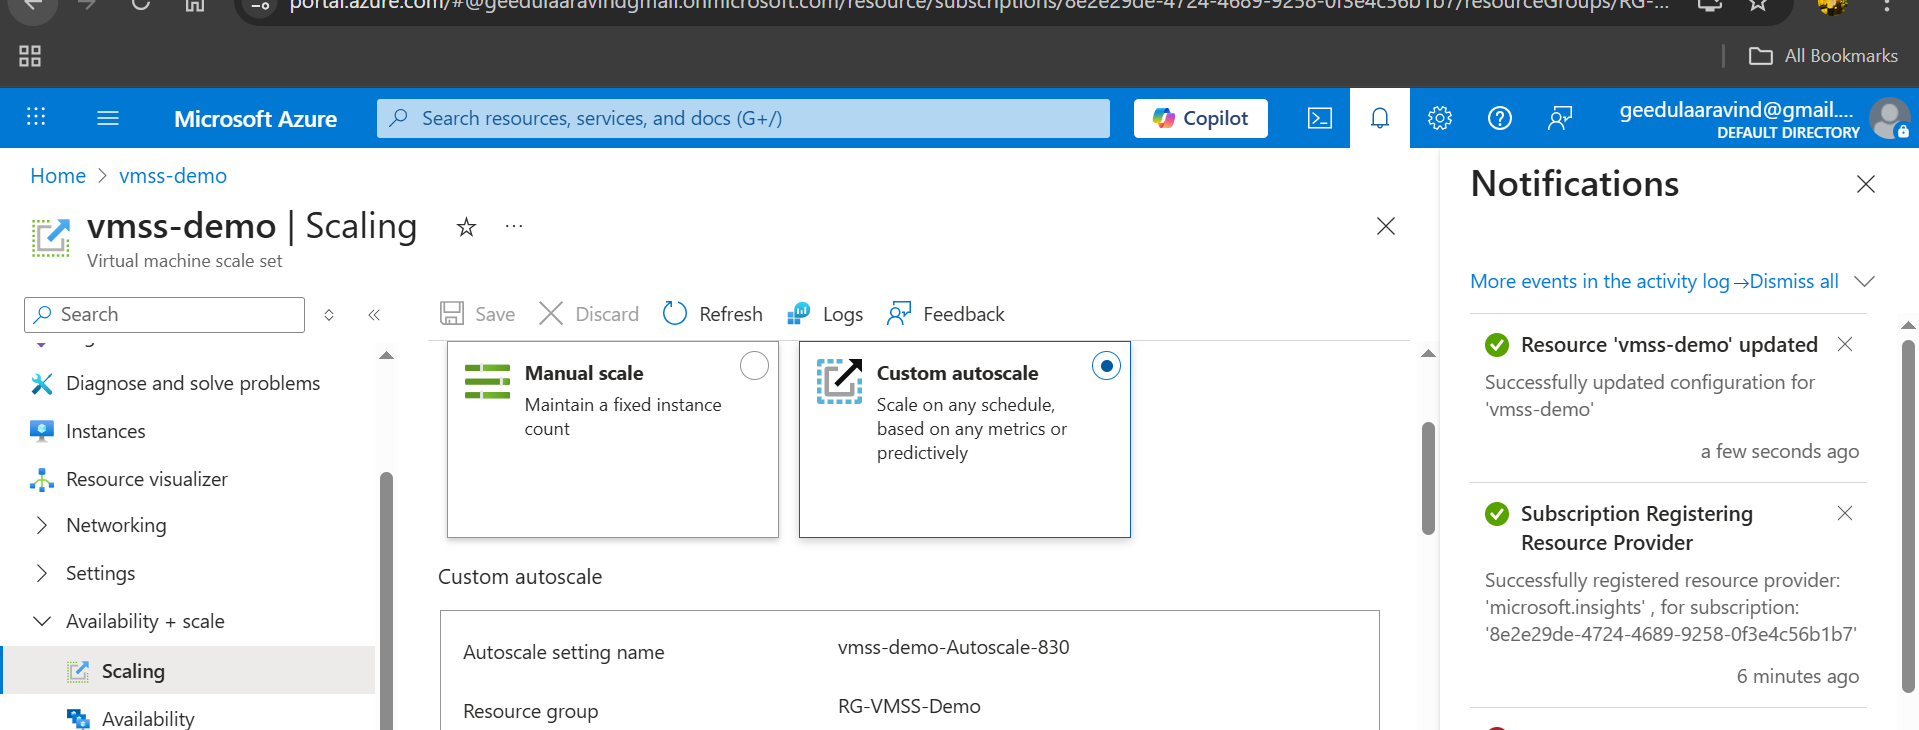 portal.azure.com/#@geedulaaravindgmail.onmicrosoft.com/resource/subscriptions/8e2e29de-4724-4689-9258-0f3e4c56b1b7/resourceGroups/RG-...
All Bookmarks
Microsoft Azure
Search resources, services, and docs (G+/)
Copilot
geedulaaravind@gmail....
DEFAULT DIRECTORY
Home > vmss-demo
vmss-demo | Scaling
Virtual machine scale set
Search
Diagnose and solve problems
Instances
Resource visualizer
Networking
Settings
Availability + scale
Scaling
Availability
Save
Discard
Refresh
Logs
Feedback
Manual scale
Maintain a fixed instance
count
Custom autoscale
Scale on any schedule,
based on any metrics or
predictively
Custom autoscale
Autoscale setting name
vmss-demo-Autoscale-830
Resource group
RG-VMSS-Demo
Notifications
More events in the activity log → Dismiss all
Resource 'vmss-demo' updated
Successfully updated configuration for
'vmss-demo'
a few seconds ago
Subscription Registering
Resource Provider
Successfully registered resource provider:
'microsoft.insights' , for subscription:
'8e2e29de-4724-4689-9258-0f3e4c56b1b7'
6 minutes ago